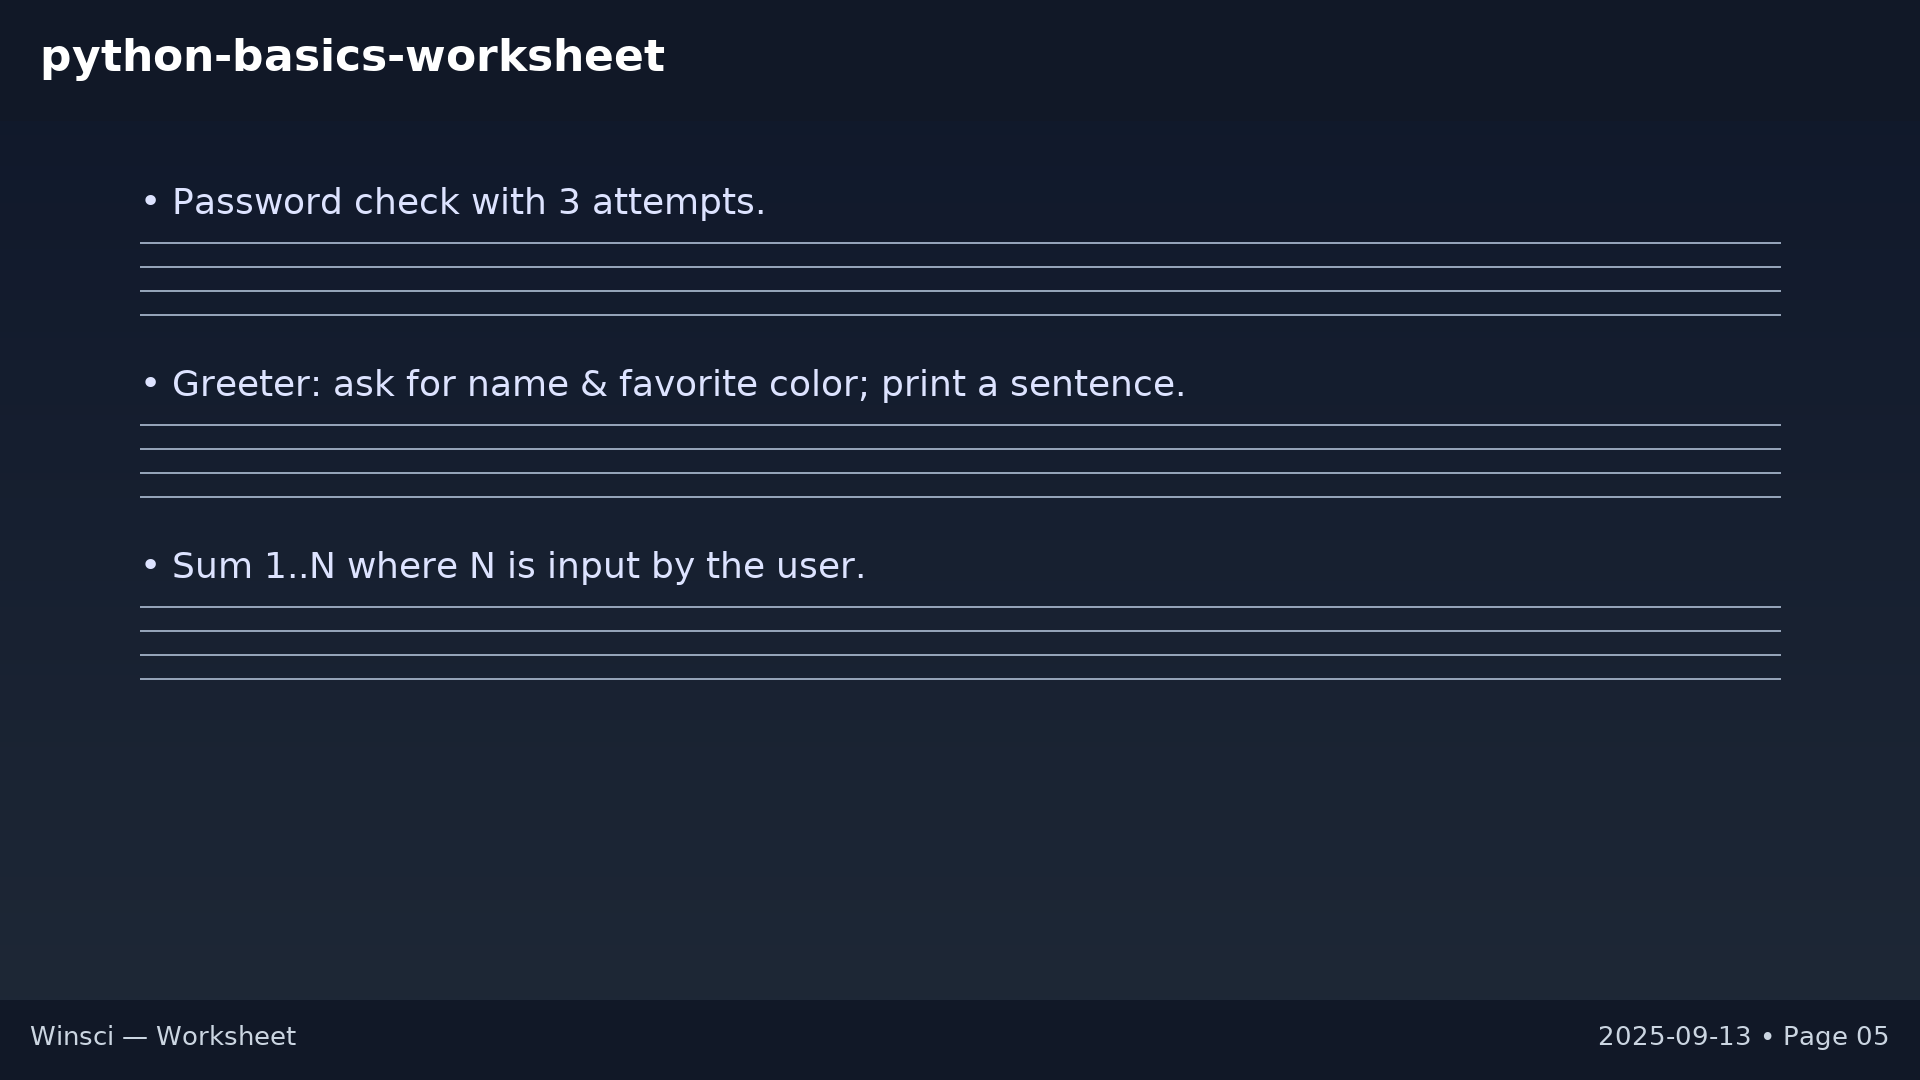 python-basics-worksheet
• Password check with 3 attempts.
• Greeter: ask for name & favorite color; print a sentence.
• Sum 1..N where N is input by the user.
Winsci — Worksheet
2025-09-13 • Page 05